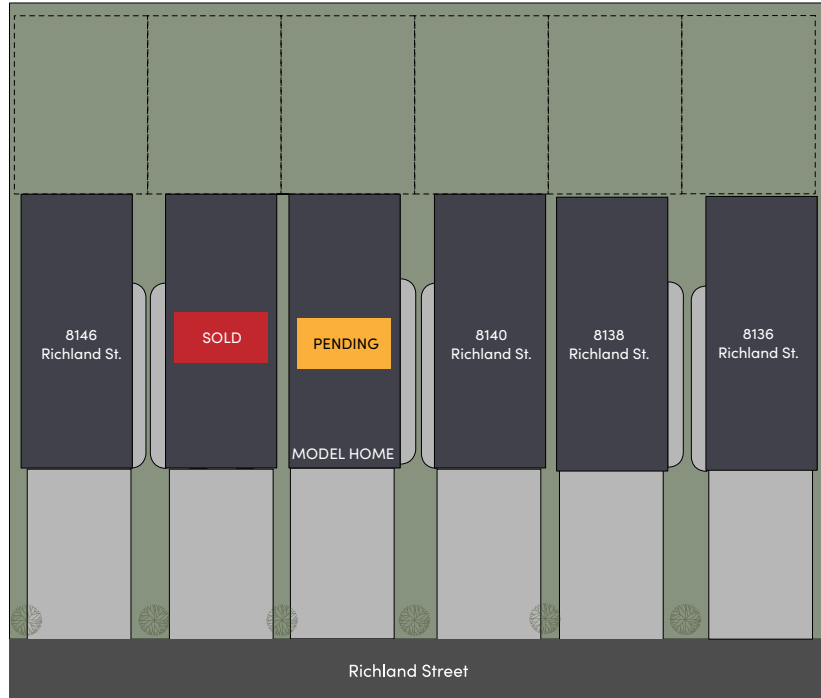 8146
Richland St.
SOLD
PENDING
MODEL HOME
8140
Richland St.
8138
Richland St.
8136
Richland St.
Richland Street